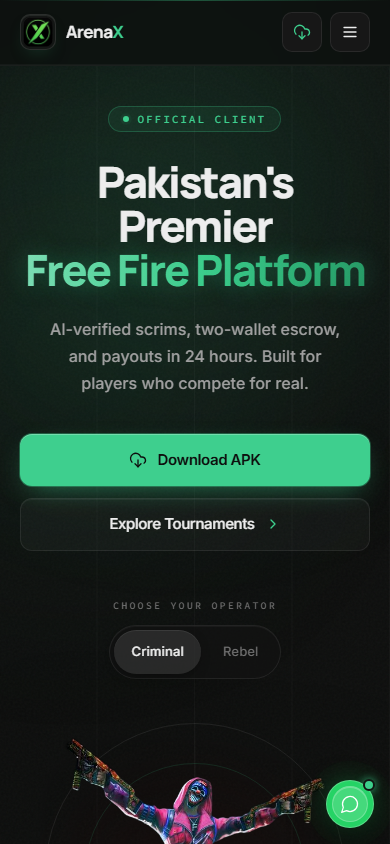 ArenaX
OFFICIAL CLIENT
Pakistan's
Premier
Free Fire Platform
AI-verified scrims, two-wallet escrow,
and payouts in 24 hours. Built for
players who compete for real.
Download APK
Explore Tournaments
CHOOSE YOUR OPERATOR
Criminal
Rebel